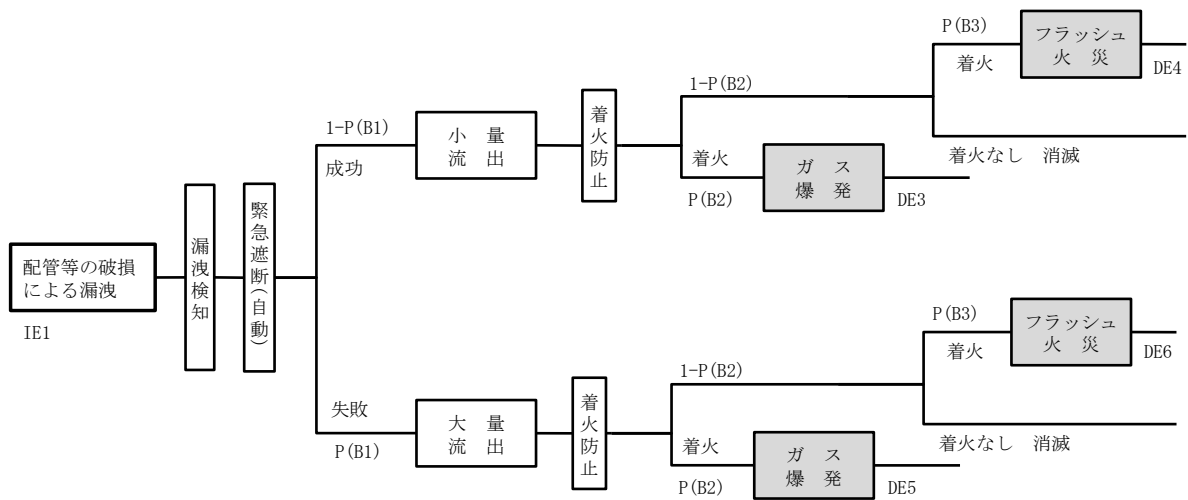 P(B3)
フラッシュ
火 災
着火
DE4
1-P(B2)
1-P(B1)
小 量
流 出
着火防止
着火なし 消滅
成功
着火
ガ ス
爆 発
P(B2)
DE3
漏洩検知
緊急遮断(自動)
配管等の破損
による漏洩
IE1
P(B3)
フラッシュ
火 災
着火
DE6
1-P(B2)
失敗
大 量
流 出
着火防止
着火なし 消滅
P(B1)
着火
ガ ス
爆 発
P(B2)
DE5